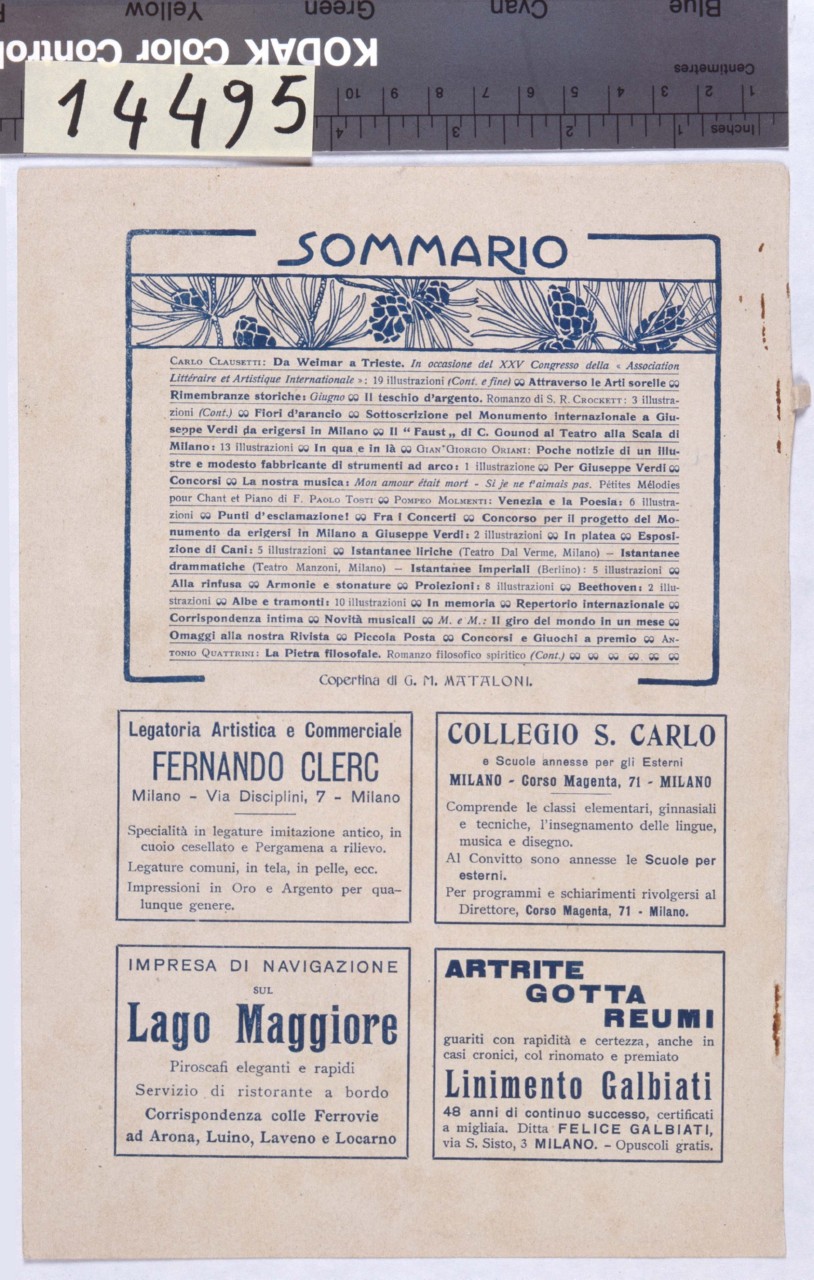 Yellow Green Cyan Blue
KODAK Color Control
Centimetres
10 9 8 7 6 5 4 3 2 1
4 3 2 1 Inches
14495
SOMMARIO
CARLO CLAUSETTI: Da Weimar a Trieste. In occasione del XXV Congresso della « Association
Littéraire et Artistique Internationale »: 19 illustrazioni (Cont. e fine) Attraverso le Arti sorelle
Rimembranze storiche: Giugno Il teschio d'argento. Romanzo di S. R. CROCKETT: 3 illustra-
zioni (Cont.) Fiori d'arancio Sottoscrizione pel Monumento internazionale a Giu-
seppe Verdi da erigersi in Milano Il “ Faust „ di C. Gounod al Teatro alla Scala di
Milano: 13 illustrazioni In qua e in là GIAN GIORGIO ORIANI: Poche notizie di un illu-
stre e modesto fabbricante di strumenti ad arco: 1 illustrazione Per Giuseppe Verdi
Concorsi La nostra musica: Mon amour était mort - Si je ne t'aimais pas. Pétites Mélodies
pour Chant et Piano di F. PAOLO TOSTI POMPEO MOLMENTI: Venezia e la Poesia: 6 illustra-
zioni Punti d'esclamazione! Fra i Concerti Concorso per il progetto del Mo-
numento da erigersi in Milano a Giuseppe Verdi: 2 illustrazioni In platea Esposi-
zione di Cani: 5 illustrazioni Istantanee liriche (Teatro Dal Verme, Milano) — Istantanee
drammatiche (Teatro Manzoni, Milano) — Istantanee imperiali (Berlino): 5 illustrazioni
Alla rinfusa Armonie e stonature Proiezioni: 8 illustrazioni Beethoven: 2 illu-
strazioni Albe e tramonti: 10 illustrazioni In memoria Repertorio internazionale
Corrispondenza intima Novità musicali M. e M.: Il giro del mondo in un mese
Omaggi alla nostra Rivista Piccola Posta Concorsi e Giuochi a premio AN-
TONIO QUATTRINI: La Pietra filosofale. Romanzo filosofico spiritico (Cont.)
Copertina di G. M. MATALONI.
Legatoria Artistica e Commerciale
FERNANDO CLERC
Milano - Via Disciplini, 7 - Milano
Specialità in legature imitazione antico, in
cuoio cesellato e Pergamena a rilievo.
Legature comuni, in tela, in pelle, ecc.
Impressioni in Oro e Argento per qua-
lunque genere.
COLLEGIO S. CARLO
e Scuole annesse per gli Esterni
MILANO - Corso Magenta, 71 - MILANO
Comprende le classi elementari, ginnasiali
e tecniche, l'insegnamento delle lingue,
musica e disegno.
Al Convitto sono annesse le Scuole per
esterni.
Per programmi e schiarimenti rivolgersi al
Direttore, Corso Magenta, 71 - Milano.
IMPRESA DI NAVIGAZIONE
SUL
Lago Maggiore
Piroscafi eleganti e rapidi
Servizio di ristorante a bordo
Corrispondenza colle Ferrovie
ad Arona, Luino, Laveno e Locarno
ARTRITE
GOTTA
REUMI
guariti con rapidità e certezza, anche in
casi cronici, col rinomato e premiato
Linimento Galbiati
48 anni di continuo successo, certificati
a migliaia. Ditta FELICE GALBIATI,
via S. Sisto, 3 MILANO. - Opuscoli gratis.